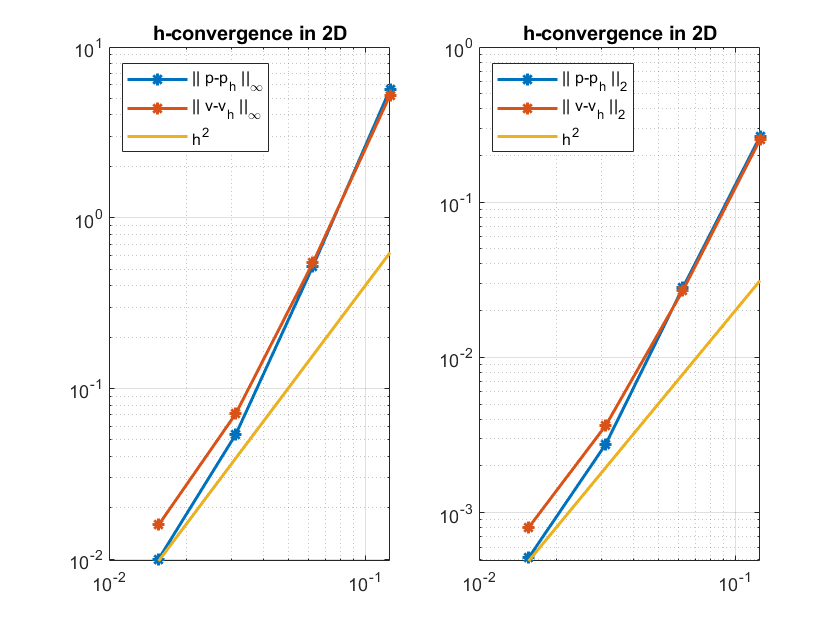 h-convergence in 2D
10^1
10^0
10^-1
10^-2
10^-2
10^-1
|| p-p_h ||_∞
|| v-v_h ||_∞
h^2
h-convergence in 2D
10^0
10^-1
10^-2
10^-3
10^-2
10^-1
|| p-p_h ||_2
|| v-v_h ||_2
h^2